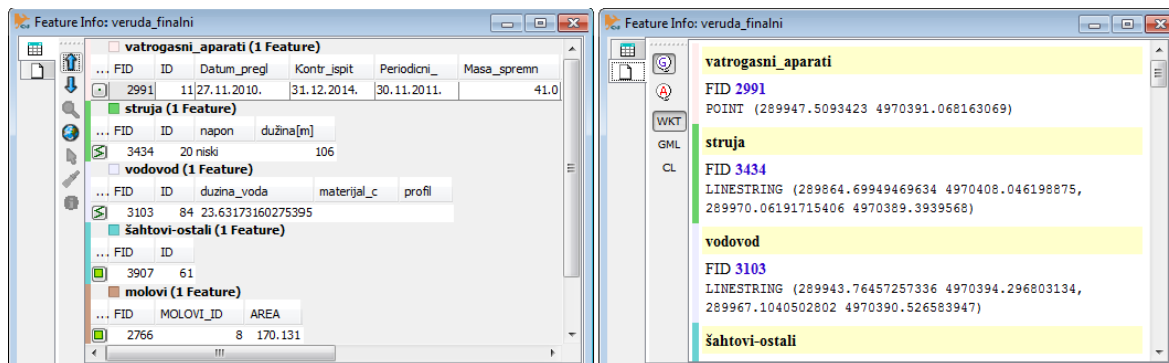 Feature Info: veruda_finalni
vatrogasni_aparati (1 Feature)
... FID ID Datum_pregl Kontr_ispit Periodicni_ Masa_spremn
2991 11 27.11.2010. 31.12.2014. 30.11.2011. 41.0
struja (1 Feature)
... FID ID napon dužina[m]
3434 20 niski 106
vodovod (1 Feature)
... FID ID duzina_voda materijal_c profil
3103 84 23.63173160275395
šahtovi-ostali (1 Feature)
... FID ID
3907 61
molovi (1 Feature)
... FID MOLOVI_ID AREA
2766 8 170.131
Feature Info: veruda_finalni
G
A
WKT
GML
CL
vatrogasni_aparati
FID 2991
POINT (289947.5093423 4970391.068163069)
struja
FID 3434
LINESTRING (289864.69949469634 4970408.046198875,
289970.06191715406 4970389.3939568)
vodovod
FID 3103
LINESTRING (289943.76457257336 4970394.296803134,
289967.1040502802 4970390.526583947)
šahtovi-ostali